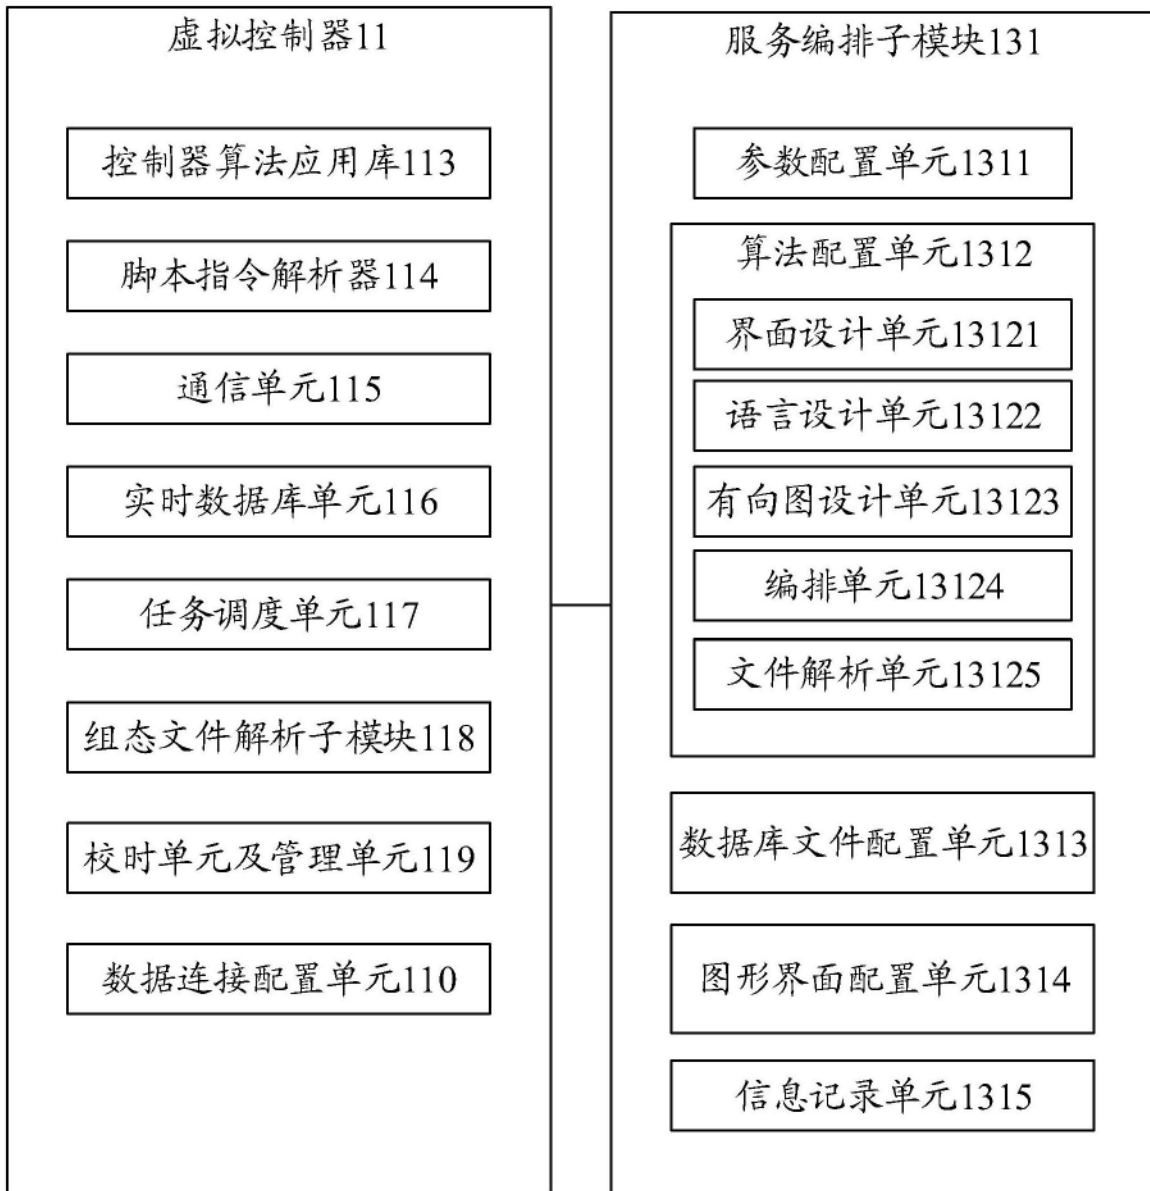 虚拟控制器11
控制器算法应用库113
脚本指令解析器114
通信单元115
实时数据库单元116
任务调度单元117
组态文件解析子模块118
校时单元及管理单元119
数据连接配置单元110
服务编排子模块131
参数配置单元1311
算法配置单元1312
界面设计单元13121
语言设计单元13122
有向图设计单元13123
编排单元13124
文件解析单元13125
数据库文件配置单元1313
图形界面配置单元1314
信息记录单元1315